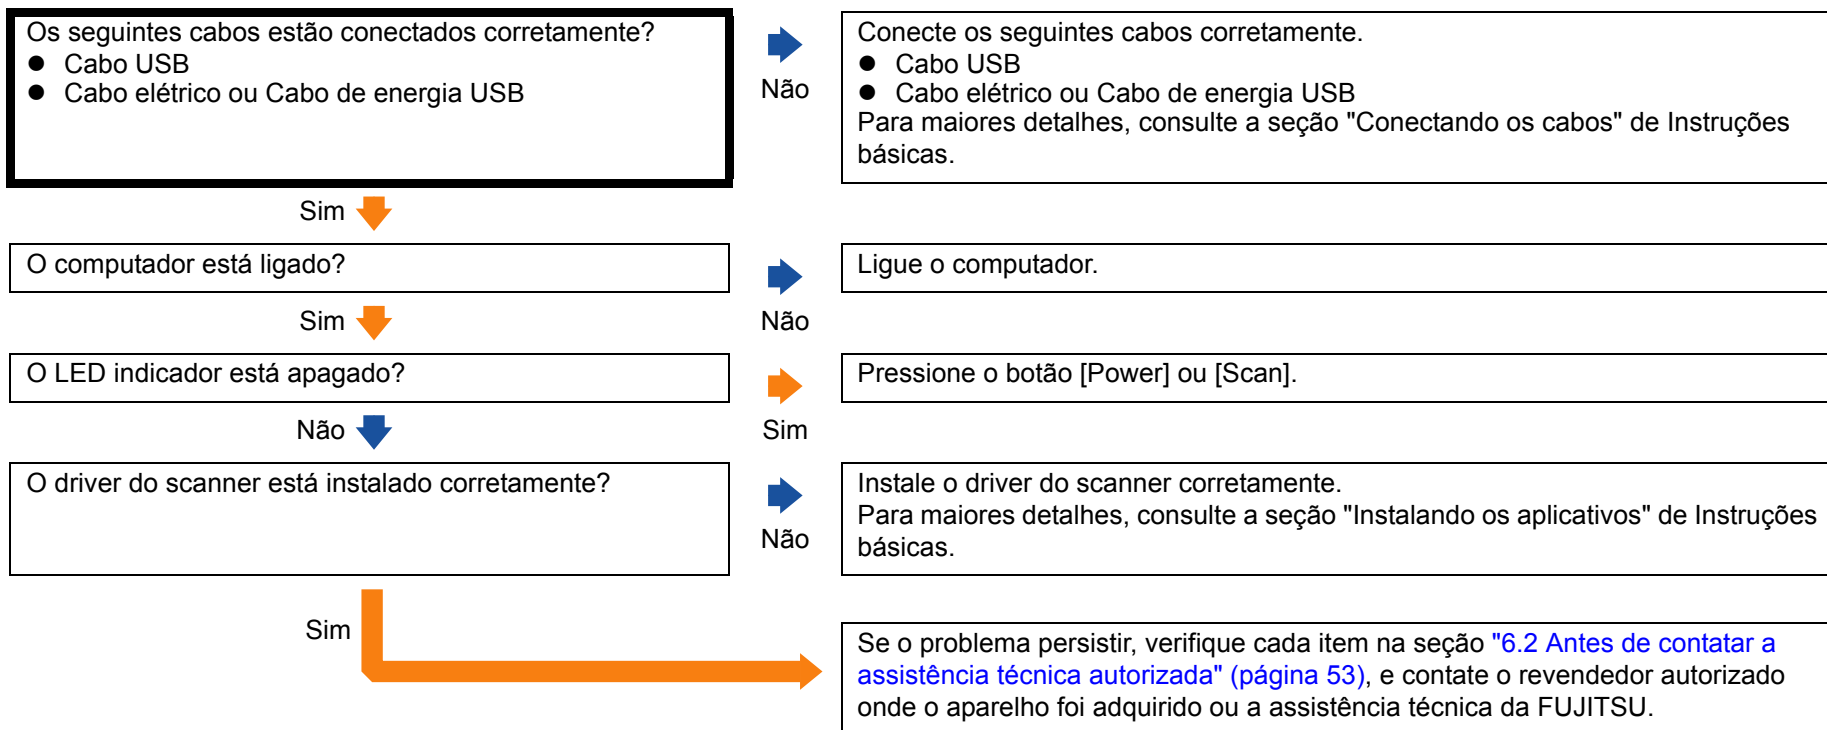 Os seguintes cabos estão conectados corretamente?
● Cabo USB
● Cabo elétrico ou Cabo de energia USB
Não
Conecte os seguintes cabos corretamente.
● Cabo USB
● Cabo elétrico ou Cabo de energia USB
Para maiores detalhes, consulte a seção "Conectando os cabos" de Instruções
básicas.
Sim
O computador está ligado?
Não
Ligue o computador.
Sim
O LED indicador está apagado?
Sim
Pressione o botão [Power] ou [Scan].
Não
O driver do scanner está instalado corretamente?
Não
Instale o driver do scanner corretamente.
Para maiores detalhes, consulte a seção "Instalando os aplicativos" de Instruções
básicas.
Sim
Se o problema persistir, verifique cada item na seção "6.2 Antes de contatar a
assistência técnica autorizada" (página 53), e contate o revendedor autorizado
onde o aparelho foi adquirido ou a assistência técnica da FUJITSU.